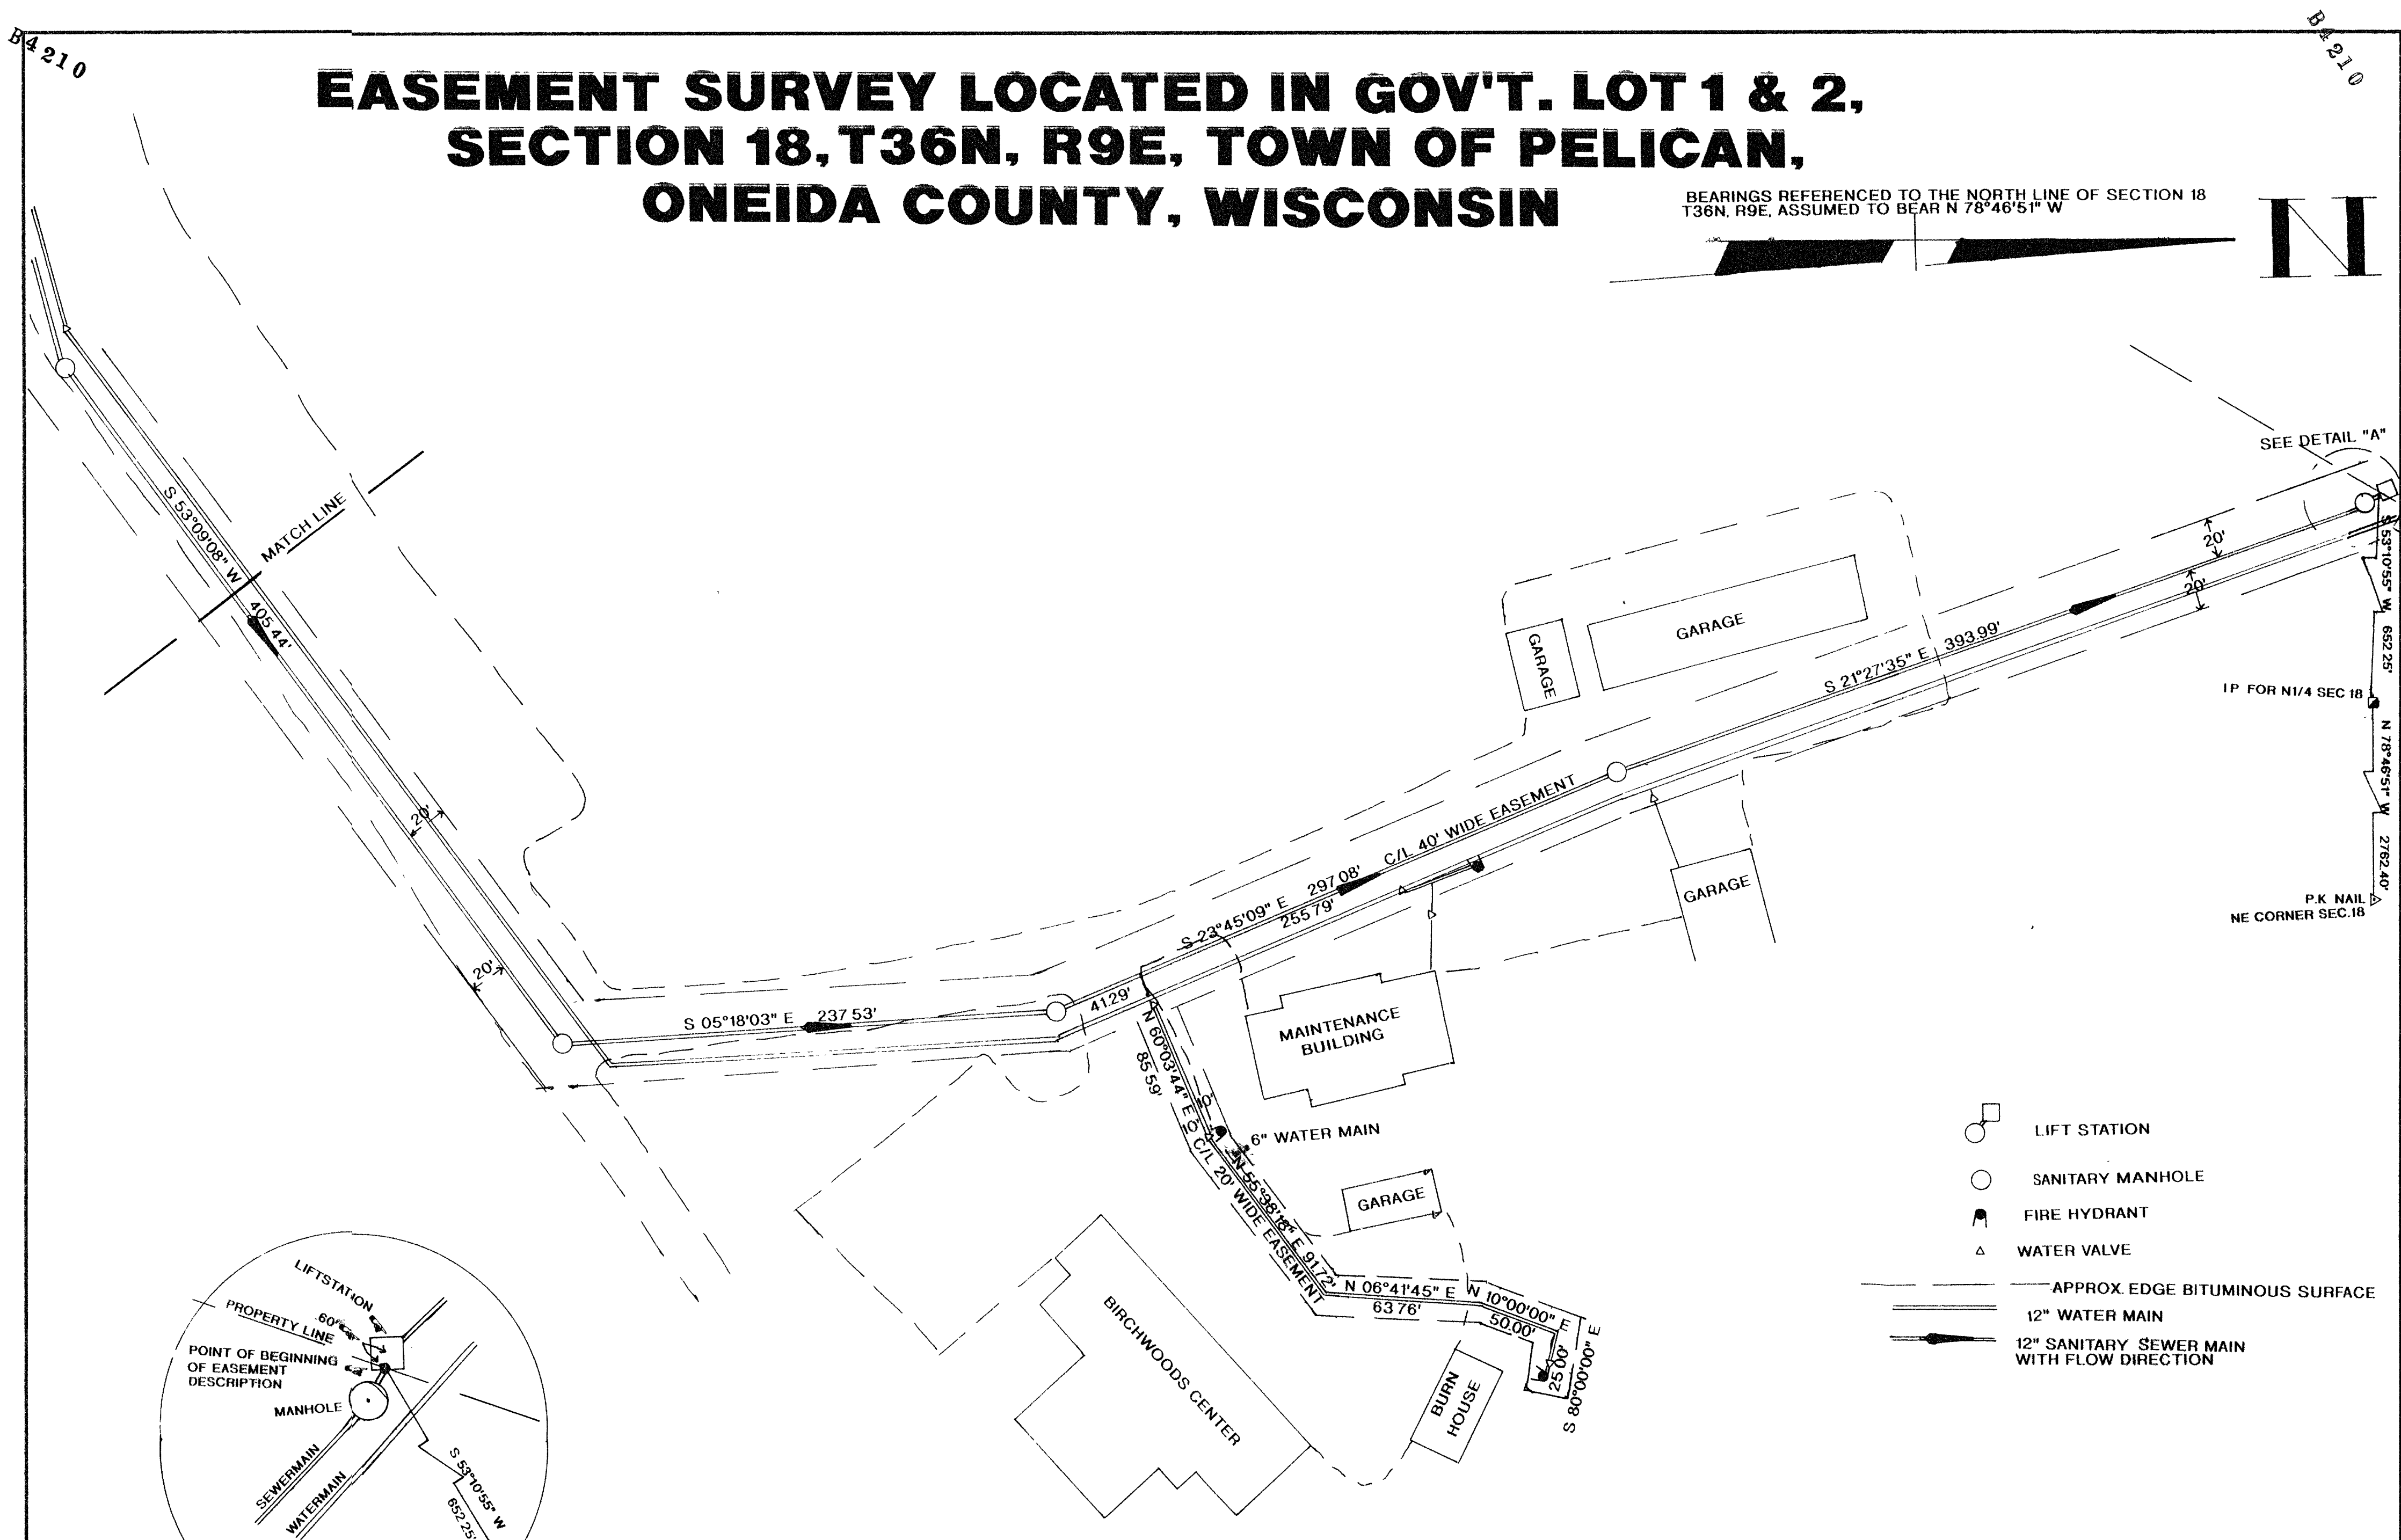 B4210
B4210
EASEMENT SURVEY LOCATED IN GOV'T. LOT 1 & 2,
SECTION 18, T36N, R9E, TOWN OF PELICAN,
ONEIDA COUNTY, WISCONSIN
BEARINGS REFERENCED TO THE NORTH LINE OF SECTION 18
T36N, R9E, ASSUMED TO BEAR N 78°46'51" W
N
SEE DETAIL "A"
S 53°09'08" W
405.44'
MATCH LINE
20'
20'
S 05°18'03" E 237.53'
41.29'
S 23°45'09" E 297.08'
255.79'
C/L 40' WIDE EASEMENT
GARAGE
GARAGE
S 21°27'35" E 393.99'
20'
20'
S 53°10'55" W 652.25'
I P FOR N1/4 SEC 18
N 78°46'51" W 2762.40'
P.K NAIL
NE CORNER SEC.18
GARAGE
MAINTENANCE
BUILDING
N 60°03'44" E
85.59'
10'
10'
6" WATER MAIN
C/L 20' WIDE EASEMENT
N 55°38'18" E 91.72'
GARAGE
N 06°41'45" E
63.76'
N 10°00'00" E
50.00'
25.00'
S 80°00'00" E
BURN
HOUSE
BIRCHWOODS CENTER
LIFT STATION
SANITARY MANHOLE
FIRE HYDRANT
WATER VALVE
APPROX. EDGE BITUMINOUS SURFACE
12" WATER MAIN
12" SANITARY SEWER MAIN
WITH FLOW DIRECTION
LIFTSTATION
.60'
PROPERTY LINE
POINT OF BEGINNING
OF EASEMENT
DESCRIPTION
MANHOLE
SEWERMAIN
WATERMAIN
S 53°10'55" W
652.25'